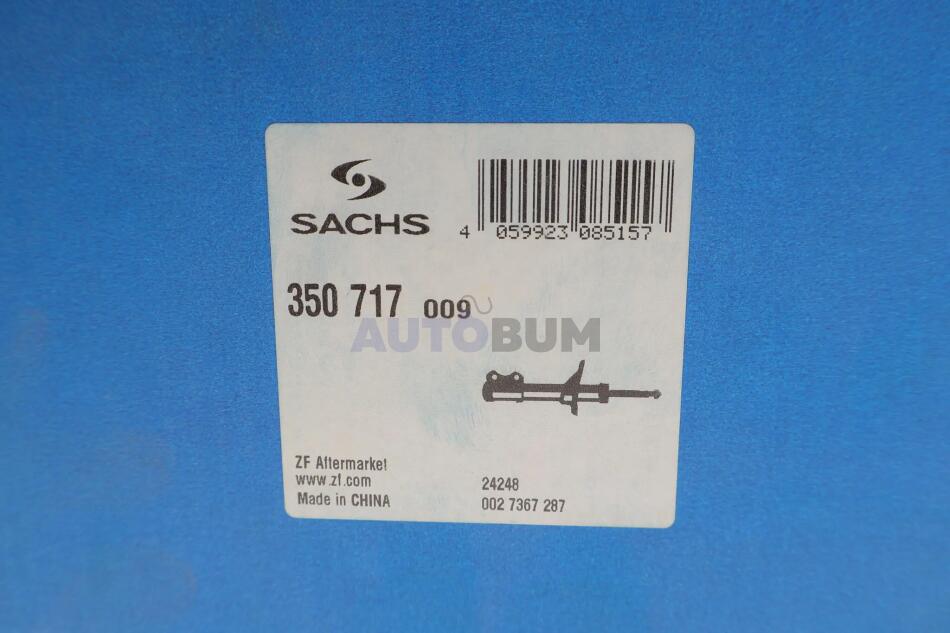 SACHS
4 059923 085157
350 717 009
AUTOBUM
ZF Aftermarket
www.zf.com
Made in CHINA
24248
002 7367 287